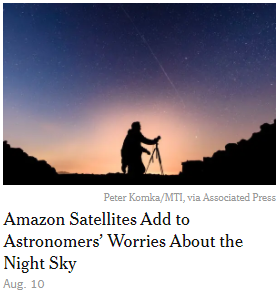 Peter Komka/MTI, via Associated Press
Amazon Satellites Add to
Astronomers’ Worries About the
Night Sky
Aug. 10